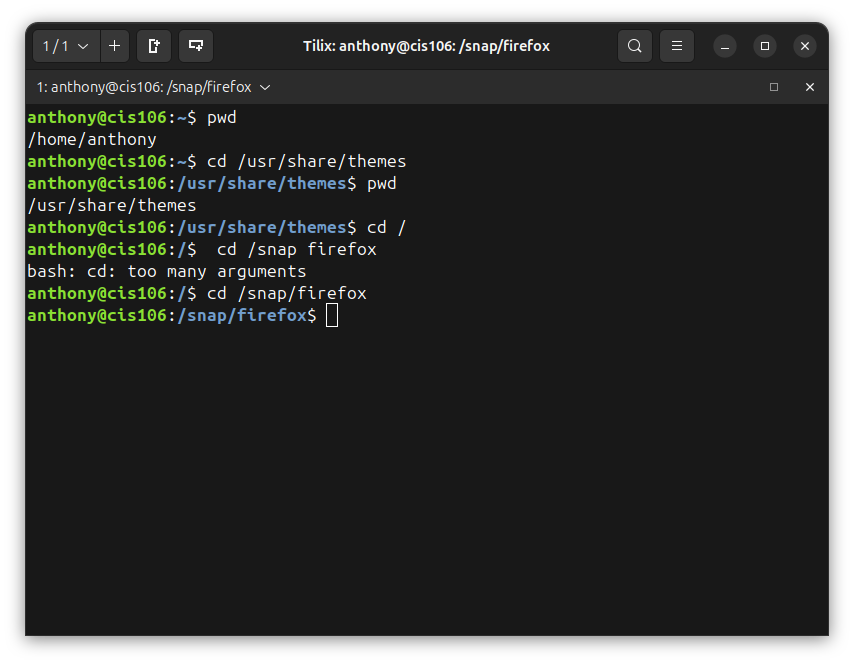 1 / 1
Tilix: anthony@cis106: /snap/firefox
1: anthony@cis106: /snap/firefox
anthony@cis106:~$ pwd
/home/anthony
anthony@cis106:~$ cd /usr/share/themes
anthony@cis106:/usr/share/themes$ pwd
/usr/share/themes
anthony@cis106:/usr/share/themes$ cd /
anthony@cis106:/$  cd /snap firefox
bash: cd: too many arguments
anthony@cis106:/$ cd /snap/firefox
anthony@cis106:/snap/firefox$